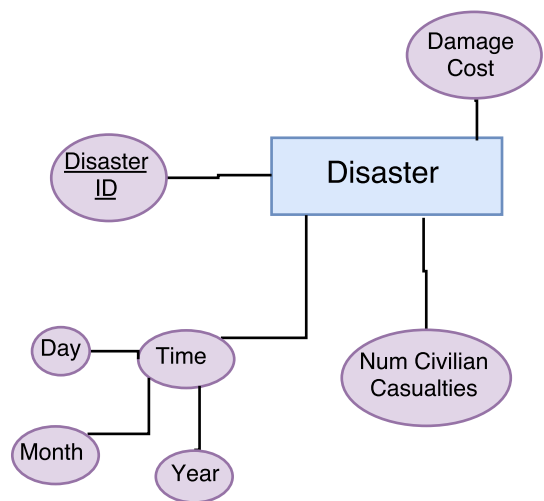 Damage
Cost
Disaster
ID
Disaster
Day
Time
Num Civilian
Casualties
Month
Year